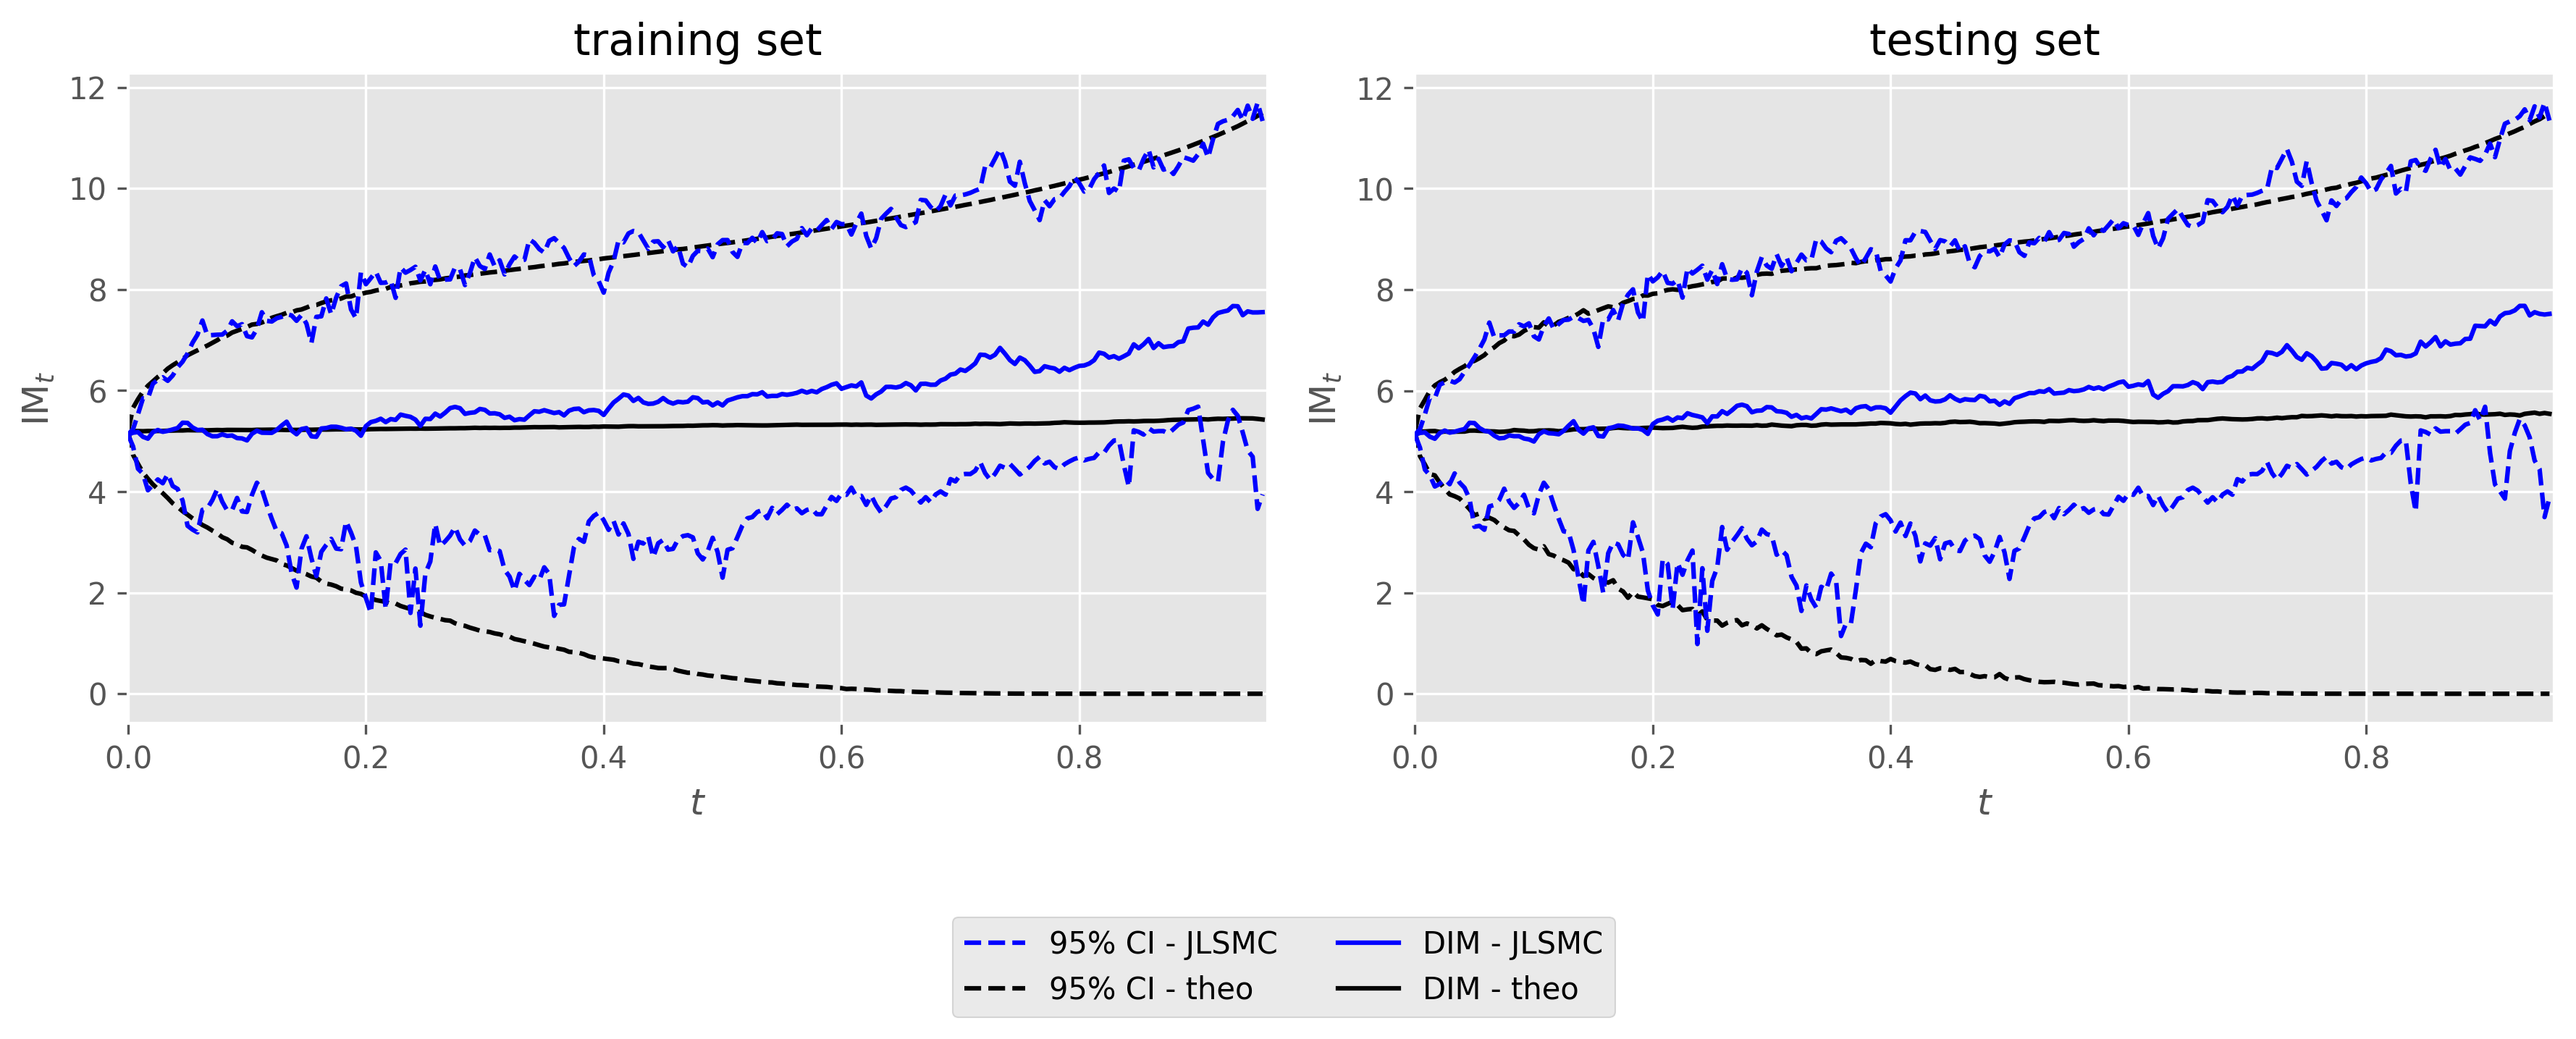 training set
testing set
12
10
8
6
4
2
0
IM_t
0.0 0.2 0.4 0.6 0.8
t
12
10
8
6
4
2
0
IM_t
0.0 0.2 0.4 0.6 0.8
t
95% CI - JLSMC
95% CI - theo
DIM - JLSMC
DIM - theo